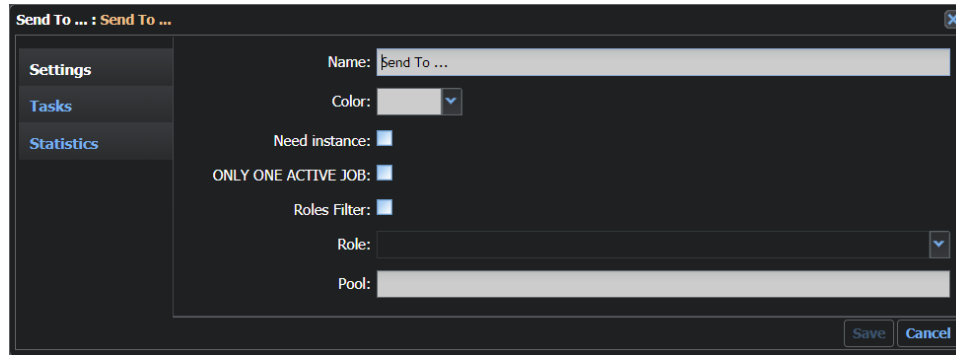 Send To ... : Send To ...
Settings
Tasks
Statistics
Name: Send To ...
Color:
Need instance:
ONLY ONE ACTIVE JOB:
Roles Filter:
Role:
Pool:
Save Cancel